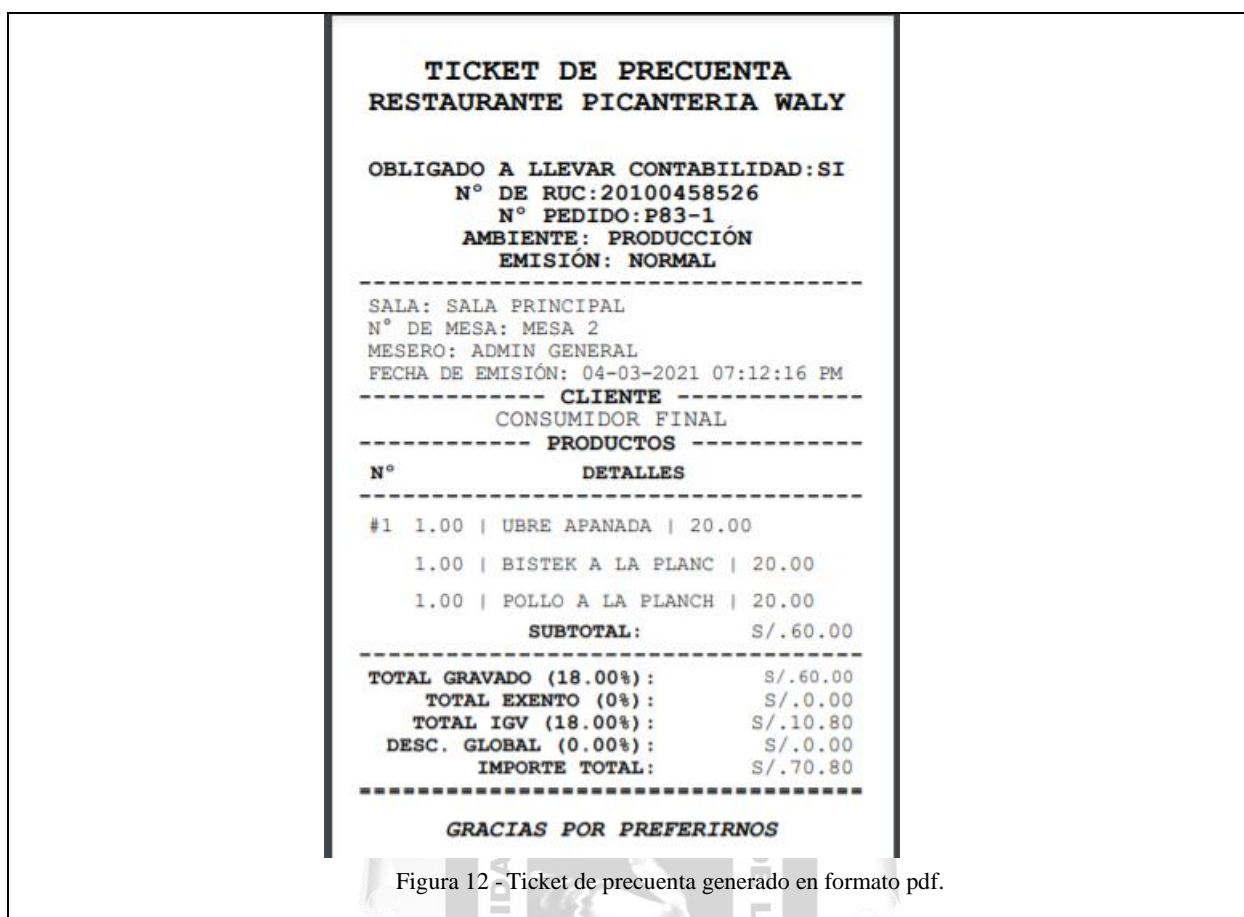 TICKET DE PRECUENTA
RESTAURANTE PICANTERIA WALY
OBLIGADO A LLEVAR CONTABILIDAD:SI
N° DE RUC:20100458526
N° PEDIDO:P83-1
AMBIENTE: PRODUCCIÓN
EMISIÓN: NORMAL
SALA: SALA PRINCIPAL
N° DE MESA: MESA 2
MESERO: ADMIN GENERAL
FECHA DE EMISIÓN: 04-03-2021 07:12:16 PM
------------- CLIENTE -------------
CONSUMIDOR FINAL
------------ PRODUCTOS ------------
N° DETALLES
#1 1.00 | UBRE APANADA | 20.00
1.00 | BISTEK A LA PLANC | 20.00
1.00 | POLLO A LA PLANCH | 20.00
SUBTOTAL: S/.60.00
TOTAL GRAVADO (18.00%): S/.60.00
TOTAL EXENTO (0%): S/.0.00
TOTAL IGV (18.00%): S/.10.80
DESC. GLOBAL (0.00%): S/.0.00
IMPORTE TOTAL: S/.70.80
GRACIAS POR PREFERIRNOS
Figura 12 - Ticket de precuenta generado en formato pdf.